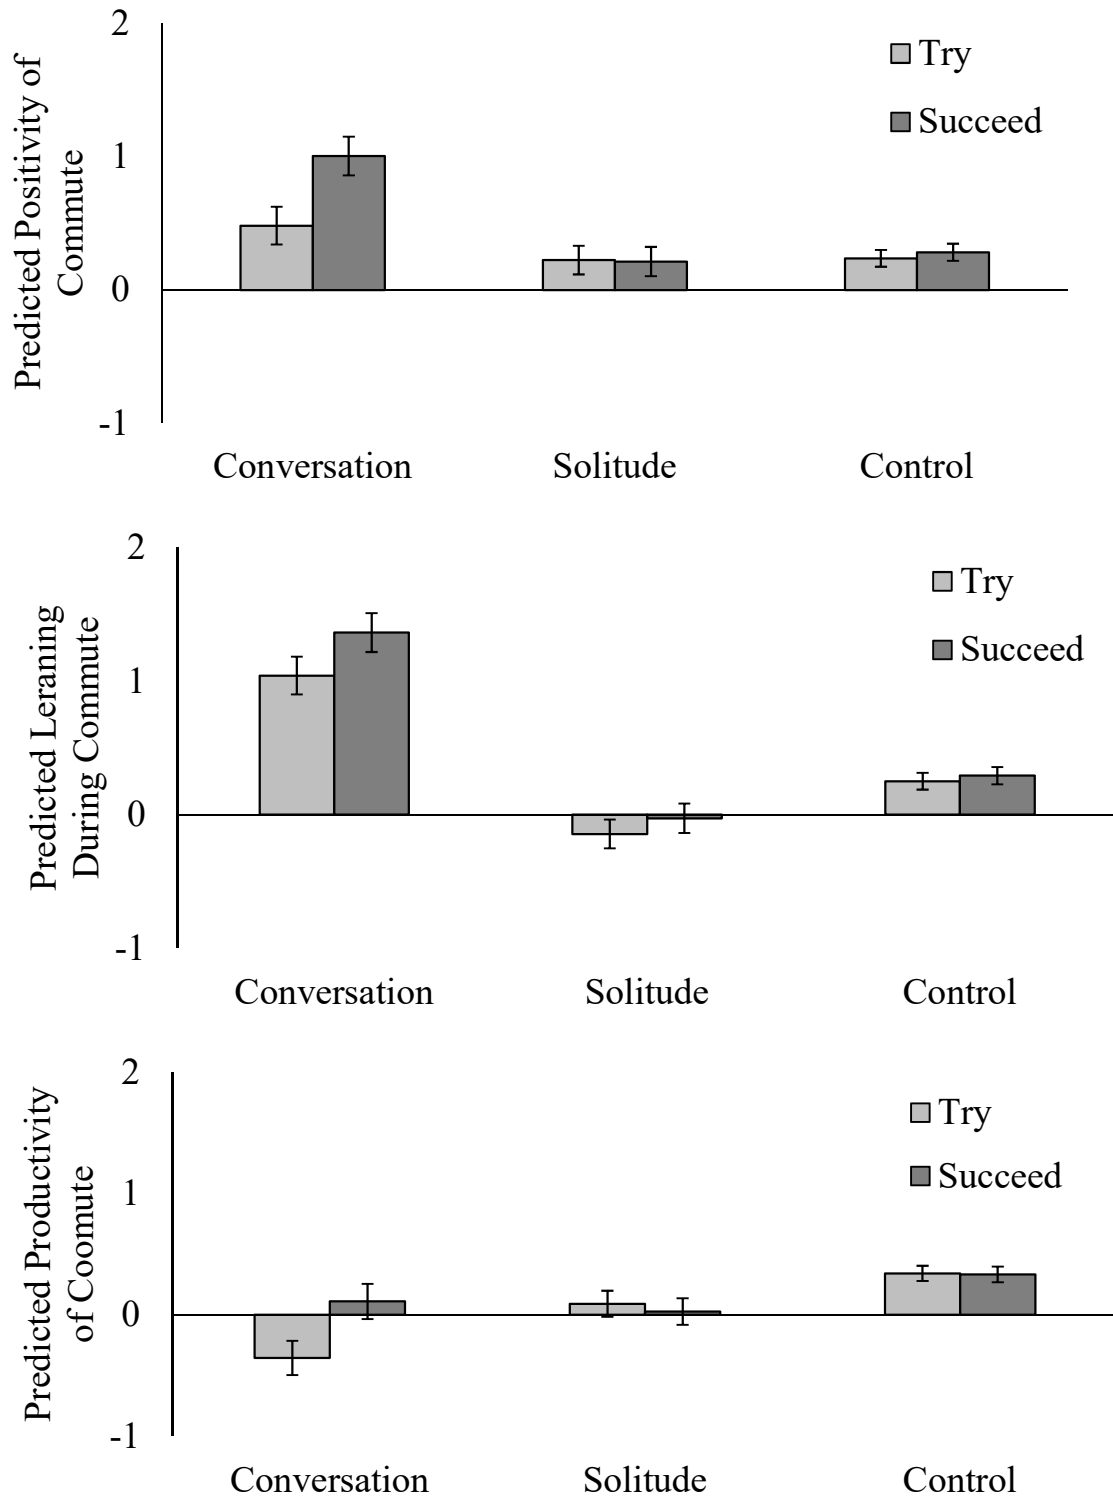 Predicted Positivity of
Commute
2
1
0
-1
Try
Succeed
Conversation
Solitude
Control
Predicted Leraning
During Commute
2
1
0
-1
Try
Succeed
Conversation
Solitude
Control
Predicted Productivity
of Coomute
2
1
0
-1
Try
Succeed
Conversation
Solitude
Control